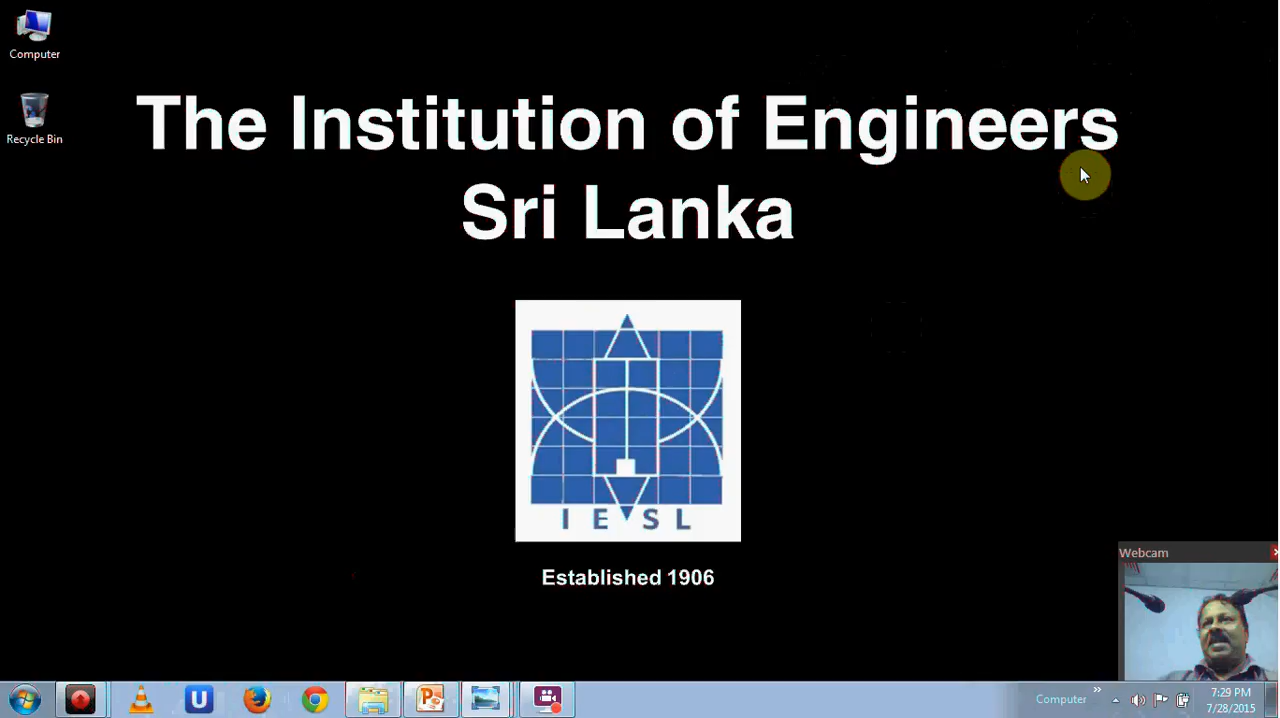 Computer
Recycle Bin
The Institution of Engineers
Sri Lanka
I E S L
Established 1906
Webcam
U
P
Computer
7:29 PM
7/28/2015